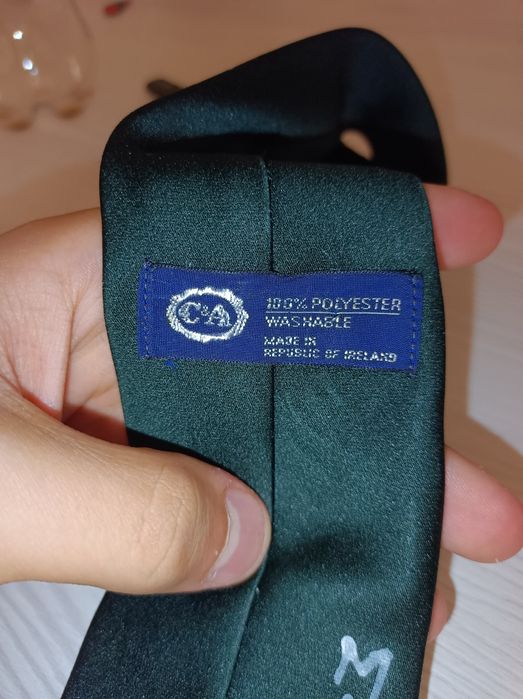 C&A
100% POLYESTER
WASHABLE
MADE IN
REPUBLIC OF IRELAND
M